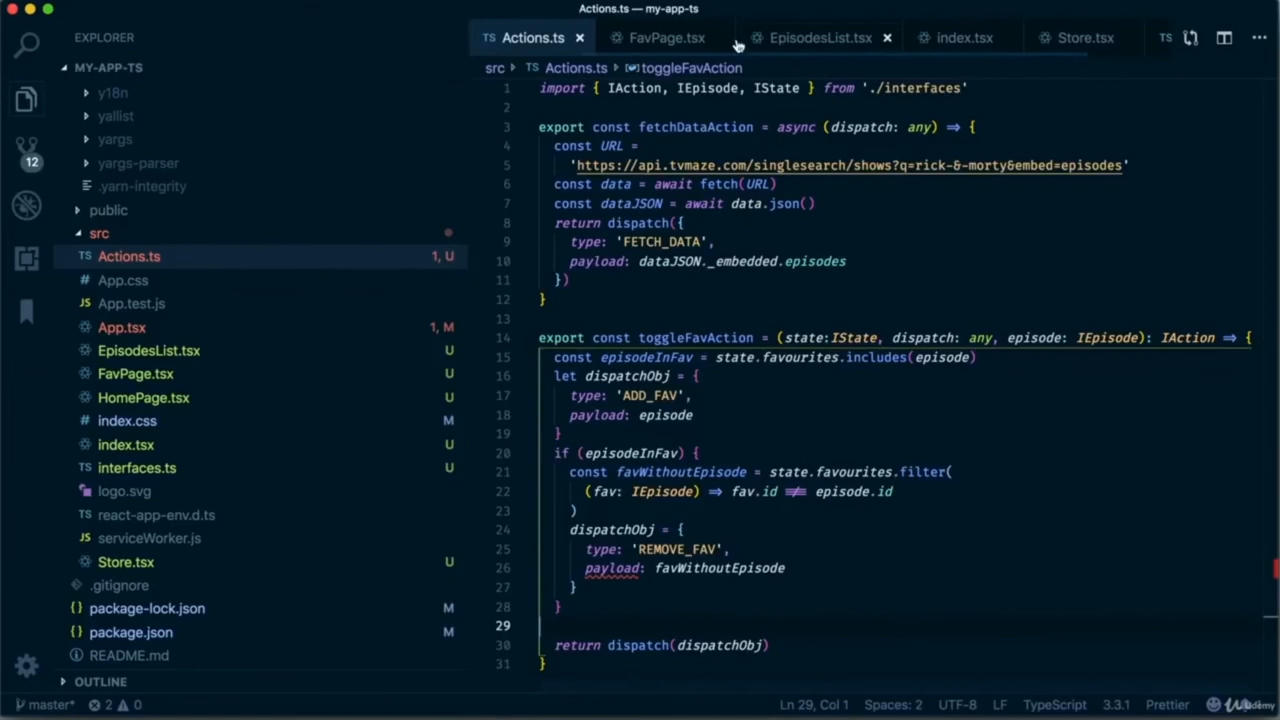 Actions.ts — my-app-ts
EXPLORER
TS Actions.ts × FavPage.tsx EpisodesList.tsx × index.tsx Store.tsx TS
MY-APP-TS
src TS Actions.ts toggleFavAction
y18n
yallist
yargs
yargs-parser
.yarn-integrity
public
src
TS Actions.ts 1, U
# App.css
JS App.test.js
App.tsx 1, M
EpisodesList.tsx U
FavPage.tsx U
HomePage.tsx U
# index.css M
index.tsx U
TS interfaces.ts U
logo.svg
TS react-app-env.d.ts
JS serviceWorker.js
Store.tsx U
.gitignore
{} package-lock.json M
{} package.json M
README.md
OUTLINE
12
1 import { IAction, IEpisode, IState } from './interfaces'
2
3 export const fetchDataAction = async (dispatch: any) => {
4 const URL =
5 'https://api.tvmaze.com/singlesearch/shows?q=rick-&-morty&embed=episodes'
6 const data = await fetch(URL)
7 const dataJSON = await data.json()
8 return dispatch({
9 type: 'FETCH_DATA',
10 payload: dataJSON._embedded.episodes
11 })
12 }
13
14 export const toggleFavAction = (state:IState, dispatch: any, episode: IEpisode): IAction => {
15 const episodeInFav = state.favourites.includes(episode)
16 let dispatchObj = {
17 type: 'ADD_FAV',
18 payload: episode
19 }
20 if (episodeInFav) {
21 const favWithoutEpisode = state.favourites.filter(
22 (fav: IEpisode) => fav.id !== episode.id
23 )
24 dispatchObj = {
25 type: 'REMOVE_FAV',
26 payload: favWithoutEpisode
27 }
28 }
29
30 return dispatch(dispatchObj)
31 }
master* 2 0 Ln 29, Col 1 Spaces: 2 UTF-8 LF TypeScript 3.3.1 Prettier Udemy